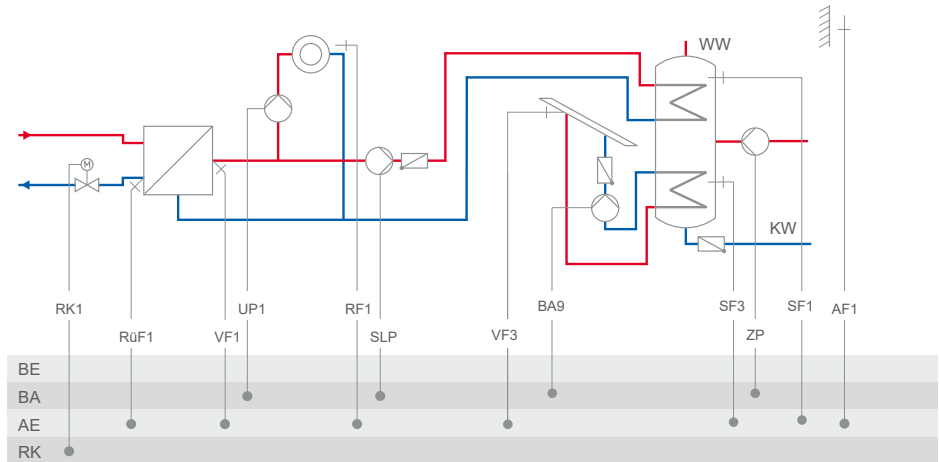 WW
M
KW
RK1 UP1 RF1 BA9 SF3 SF1 AF1
RüF1 VF1 SLP VF3 ZP
BE
BA
AE
RK